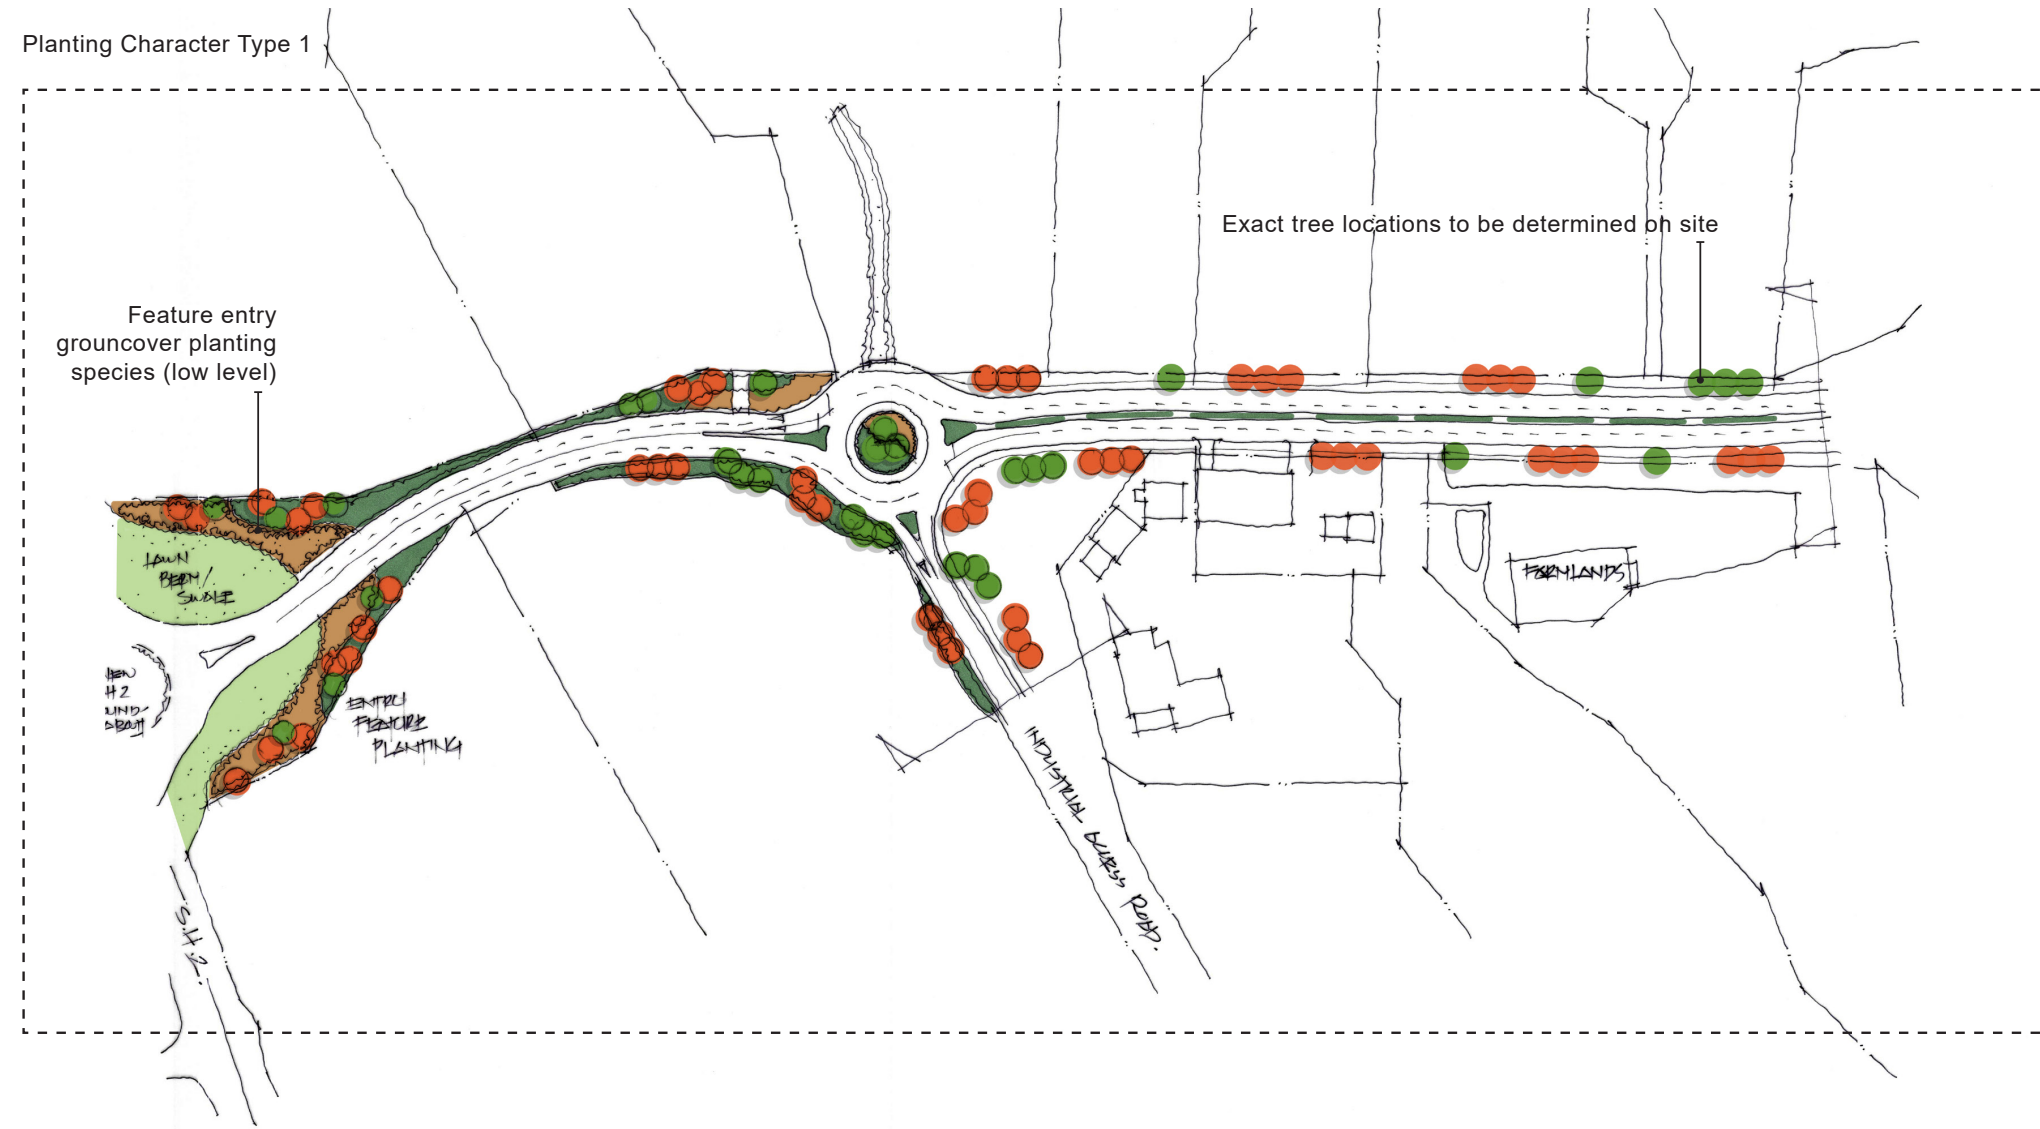 Planting Character Type 1
Exact tree locations to be determined on site
Feature entry
grouncover planting
species (low level)
LAWN
BERM/
SWALE
FARMLANDS
H 2
ENTRY
FEATURE
PLANTING
INDUSTRIAL ACCESS ROAD.
S.H.2.